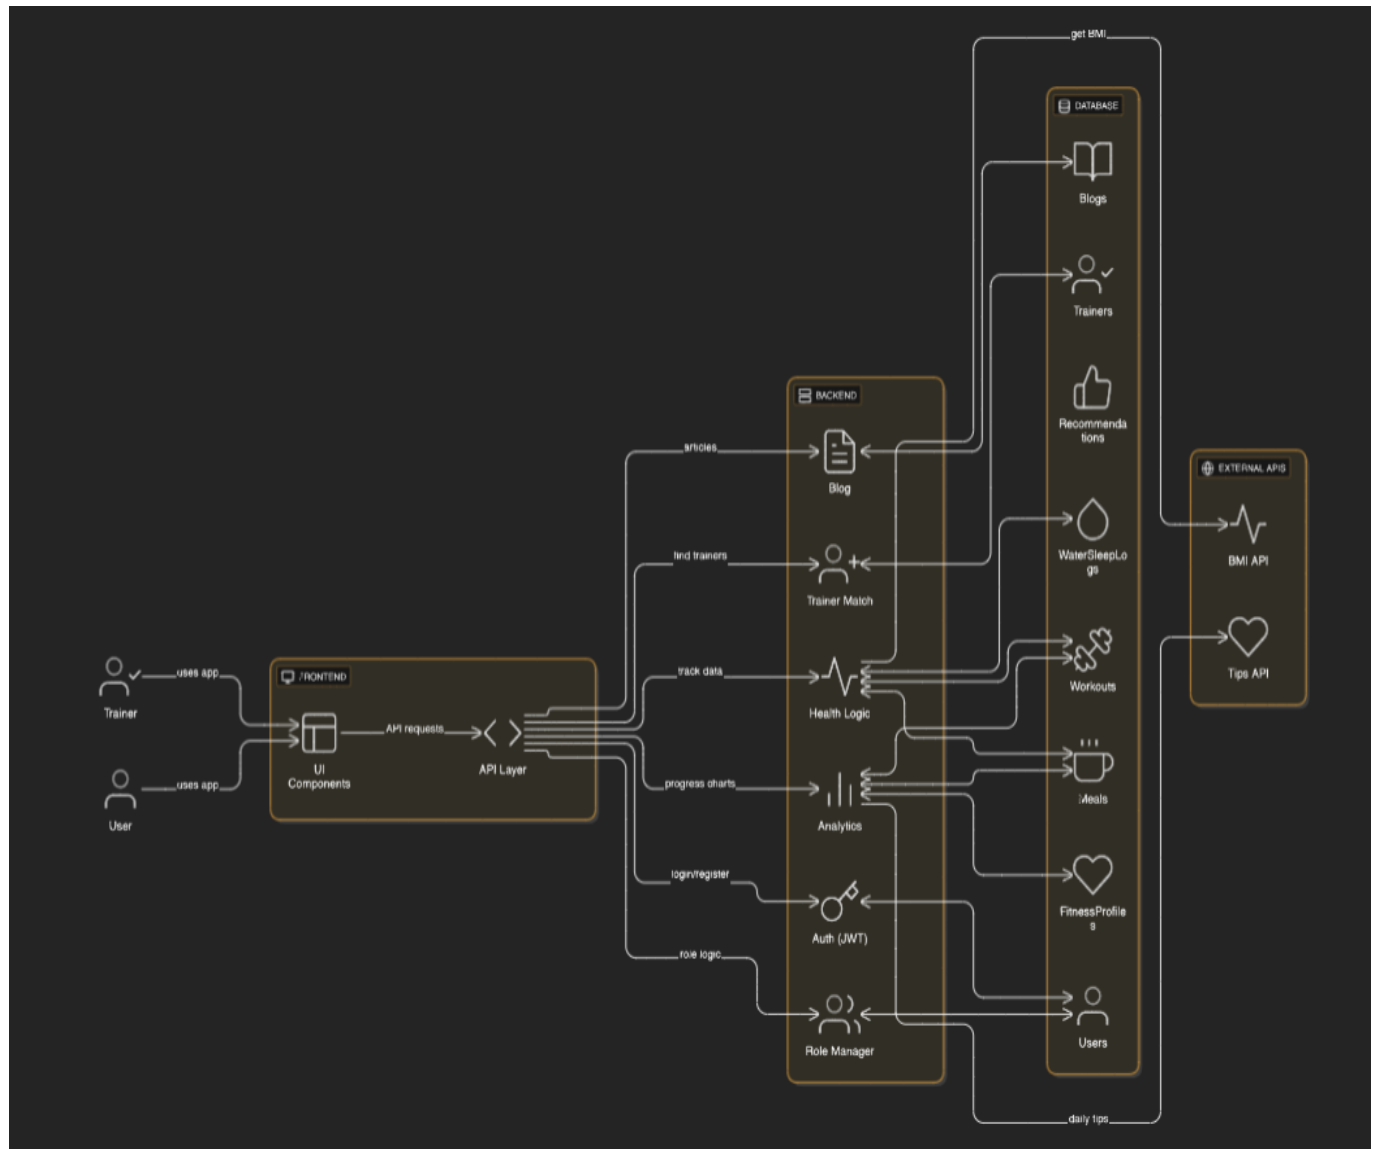 get BMI
DATABASE
Blogs
Trainers
Recommenda
tions
WaterSleepLo
gs
Workouts
Meals
FitnessProfile
s
Users
BACKEND
articles
Blog
find trainers
Trainer Match
track data
Health Logic
progress charts
Analytics
login/register
Auth (JWT)
role logic
Role Manager
EXTERNAL APIS
BMI API
Tips API
uses app
Trainer
uses app
User
FRONTEND
UI
Components
API requests
API Layer
daily tips